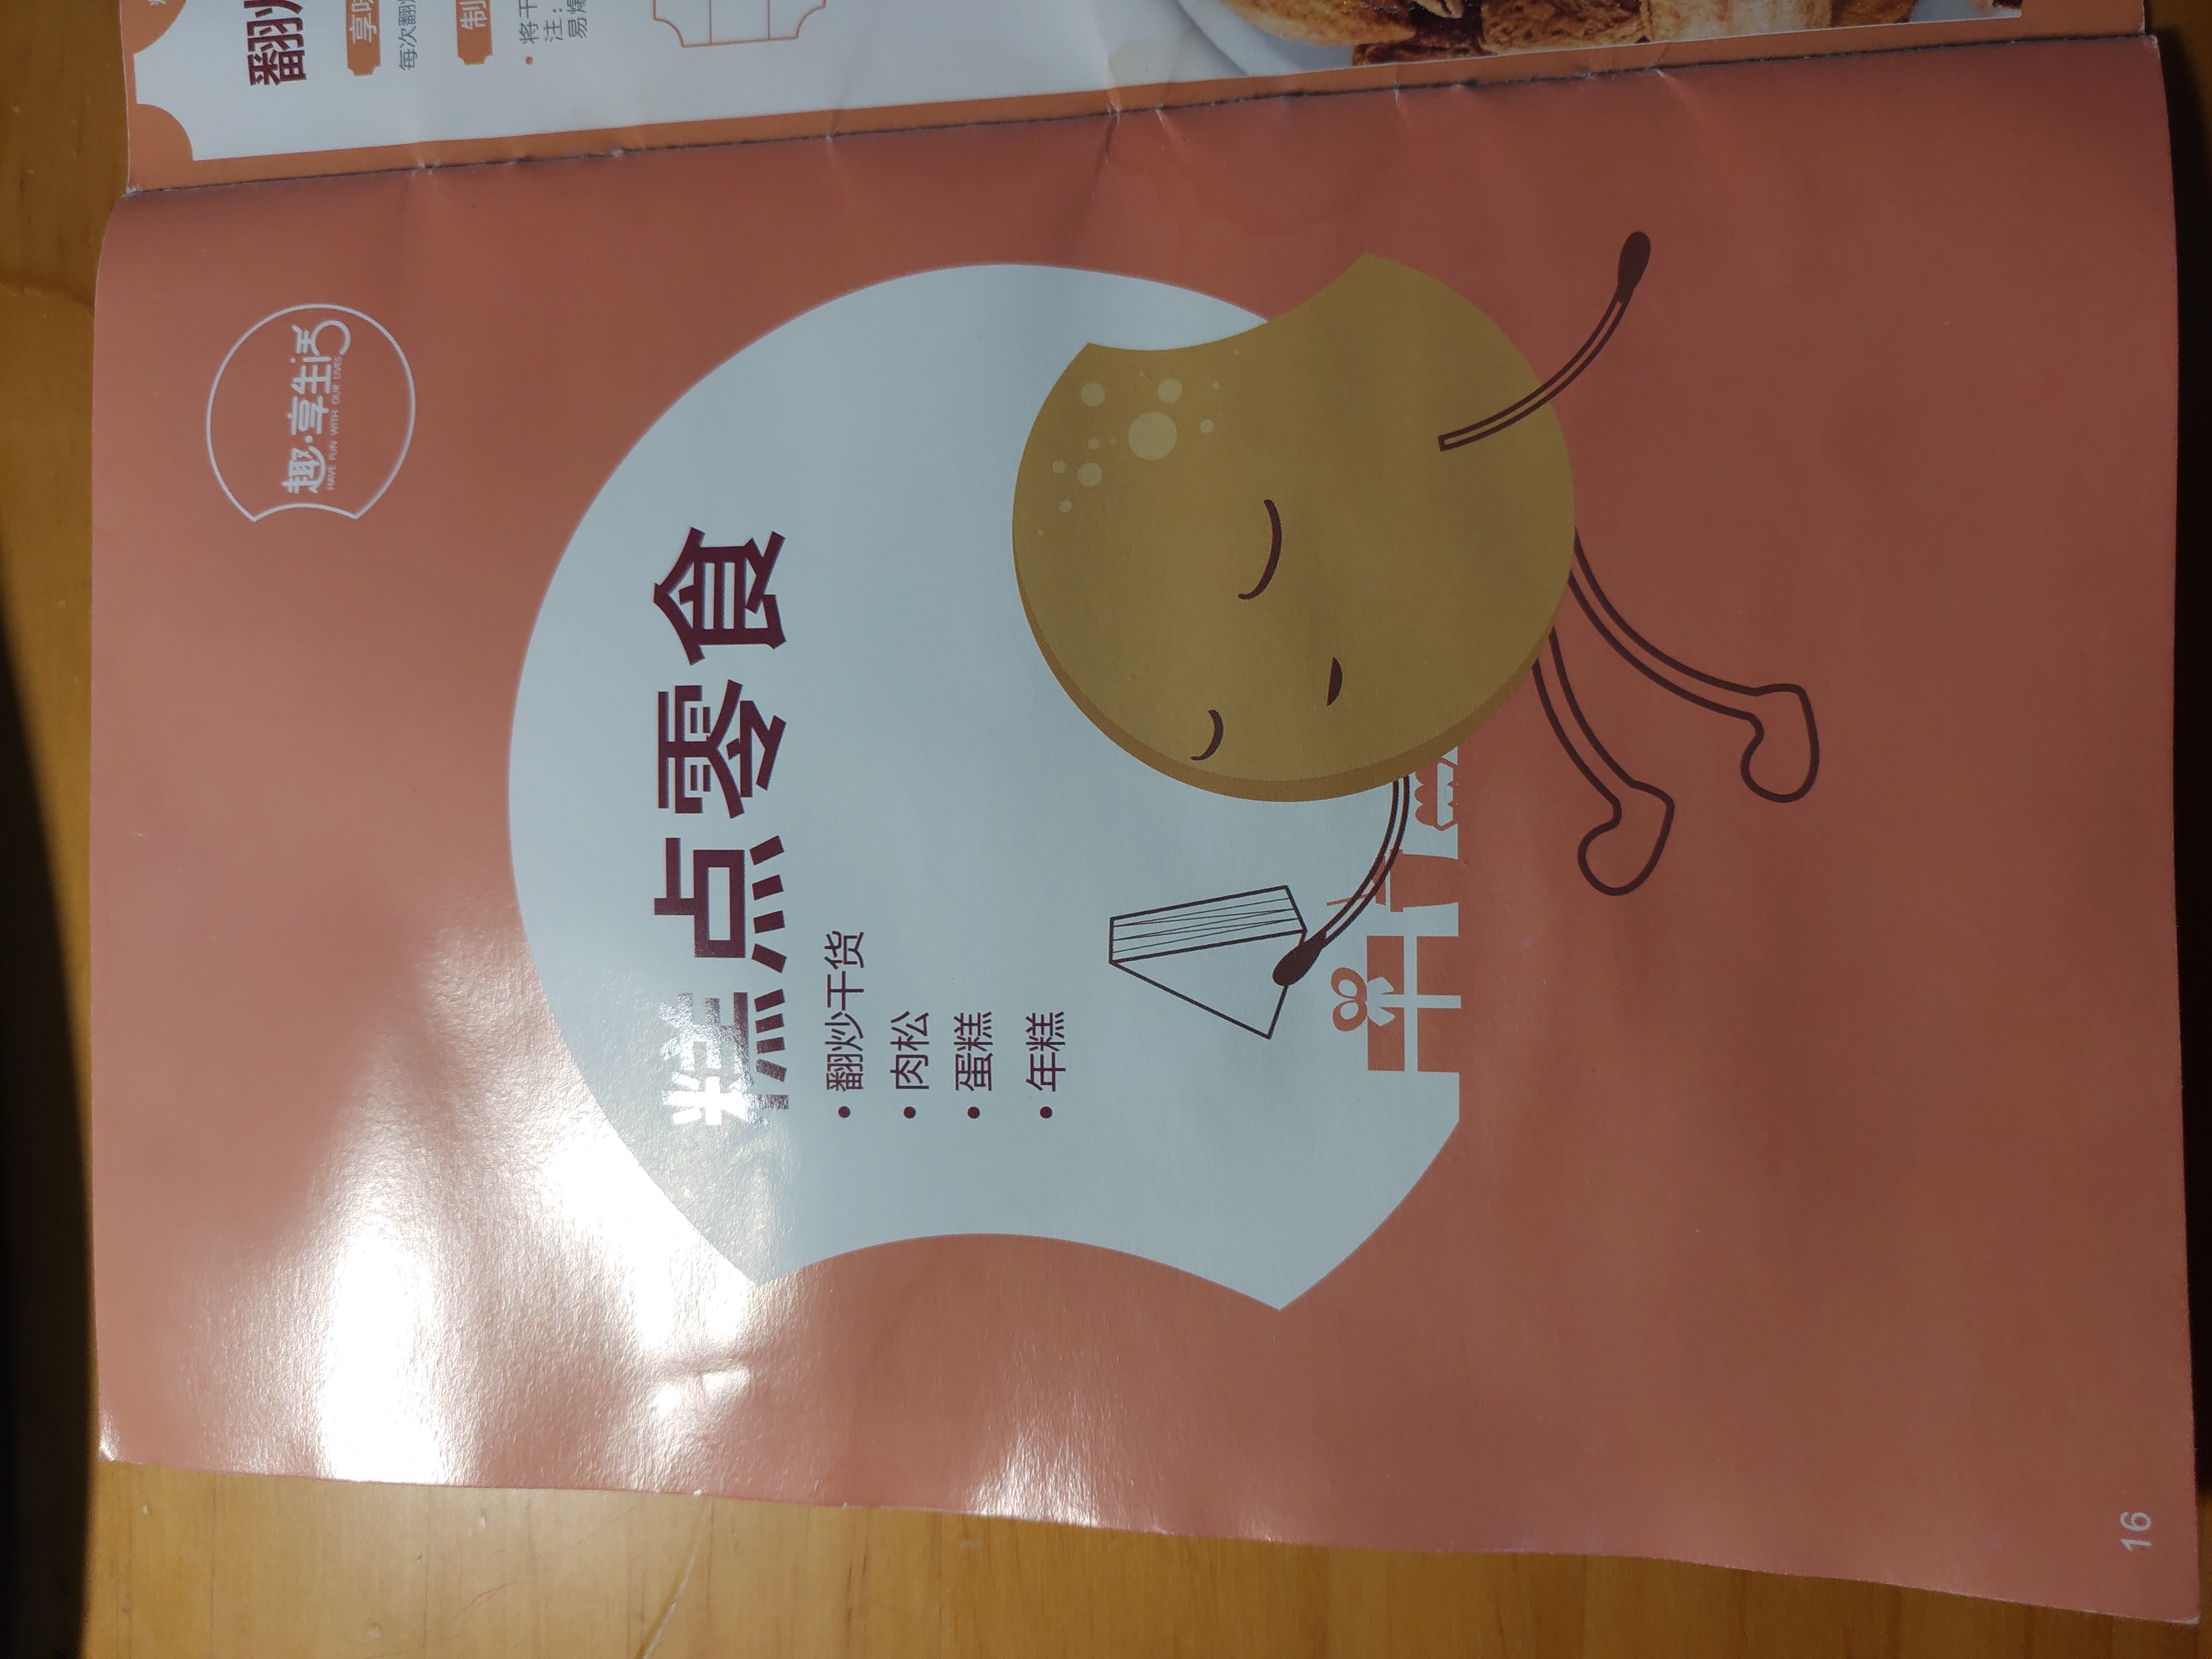 趣·享生活
HAVE FUN WITH OUR LIVES
糕点零食
• 翻炒干货
• 肉松
• 蛋糕
• 年糕
16
翻
享
每次翻
制
• 将干
注：
易爆